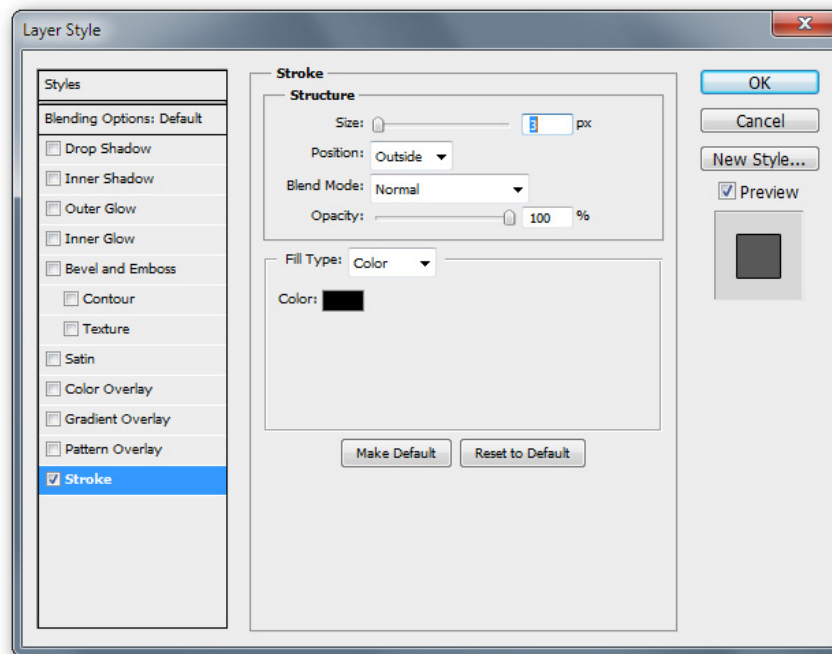 Layer Style
Styles
Blending Options: Default
Drop Shadow
Inner Shadow
Outer Glow
Inner Glow
Bevel and Emboss
Contour
Texture
Satin
Color Overlay
Gradient Overlay
Pattern Overlay
Stroke
Stroke
Structure
Size: 3 px
Position: Outside
Blend Mode: Normal
Opacity: 100 %
Fill Type: Color
Color:
Make Default Reset to Default
OK
Cancel
New Style...
Preview